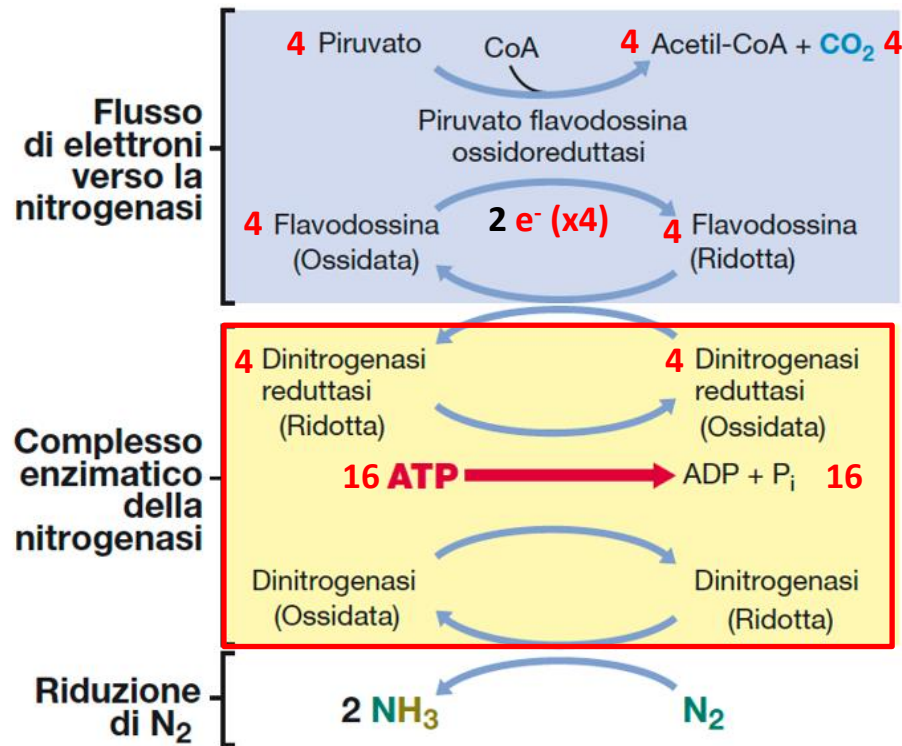 4 Piruvato
CoA
4 Acetil-CoA + CO₂ 4
Flusso
di elettroni
verso la
nitrogenasi
Piruvato flavodossina
ossidoreduttasi
4 Flavodossina
(Ossidata)
2 e⁻ (x4)
4 Flavodossina
(Ridotta)
Complesso
enzimatico
della
nitrogenasi
4 Dinitrogenasi
reduttasi
(Ridotta)
4 Dinitrogenasi
reduttasi
(Ossidata)
16 ATP
ADP + Pᵢ 16
Dinitrogenasi
(Ossidata)
Dinitrogenasi
(Ridotta)
Riduzione
di N₂
2 NH₃
N₂